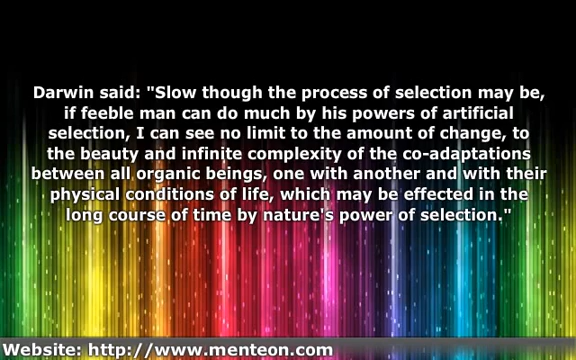 Darwin said: "Slow though the process of selection may be,
if feeble man can do much by his powers of artificial
selection, I can see no limit to the amount of change, to
the beauty and infinite complexity of the co-adaptations
between all organic beings, one with another and with their
physical conditions of life, which may be effected in the
long course of time by nature's power of selection."
Website: http://www.menteon.com